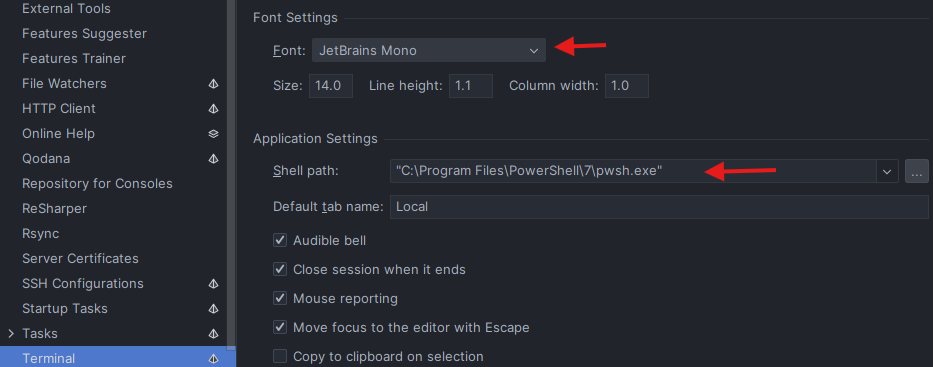 External Tools
Features Suggester
Features Trainer
File Watchers
HTTP Client
Online Help
Qodana
Repository for Consoles
ReSharper
Rsync
Server Certificates
SSH Configurations
Startup Tasks
Tasks
Terminal
Font Settings
Font: JetBrains Mono
Size: 14.0 Line height: 1.1 Column width: 1.0
Application Settings
Shell path: "C:\Program Files\PowerShell\7\pwsh.exe" ...
Default tab name: Local
Audible bell
Close session when it ends
Mouse reporting
Move focus to the editor with Escape
Copy to clipboard on selection